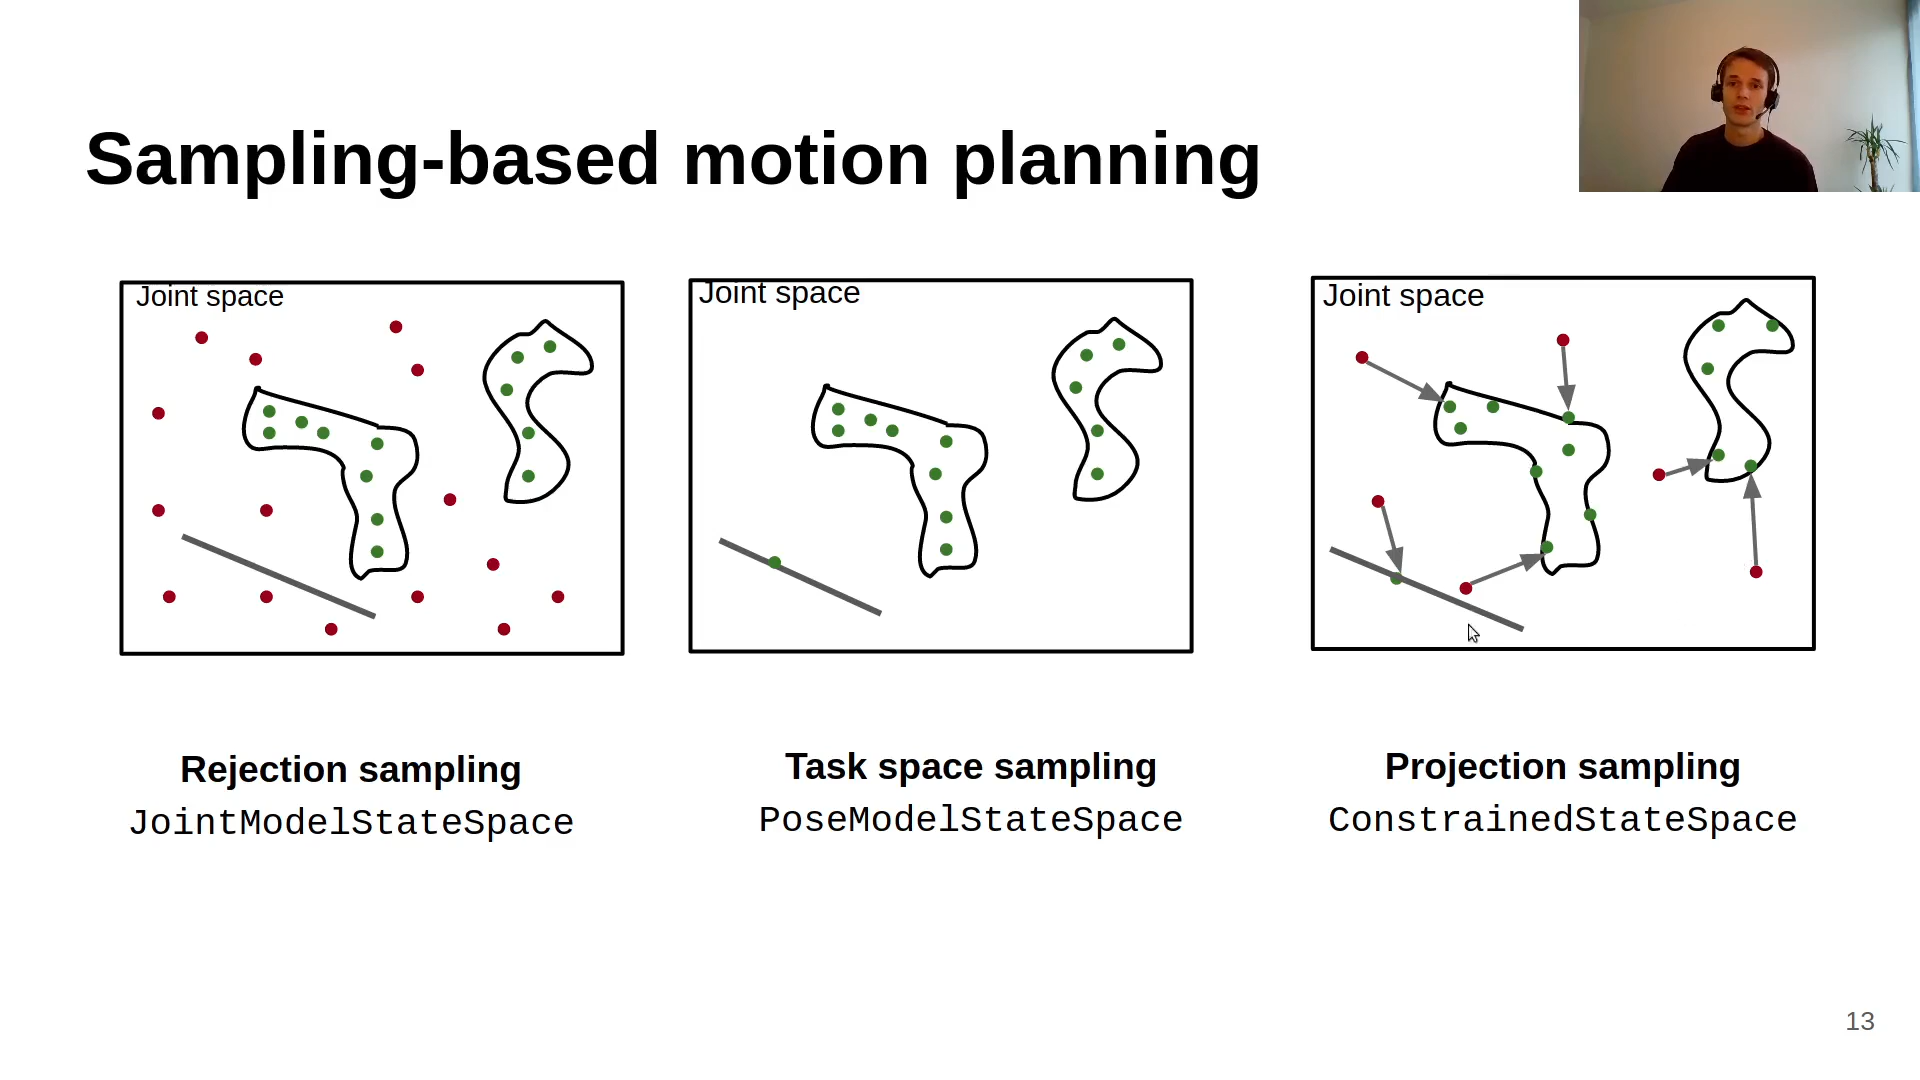 Sampling-based motion planning
Joint space
Joint space
Joint space
Rejection sampling
JointModelStateSpace
Task space sampling
PoseModelStateSpace
Projection sampling
ConstrainedStateSpace
13